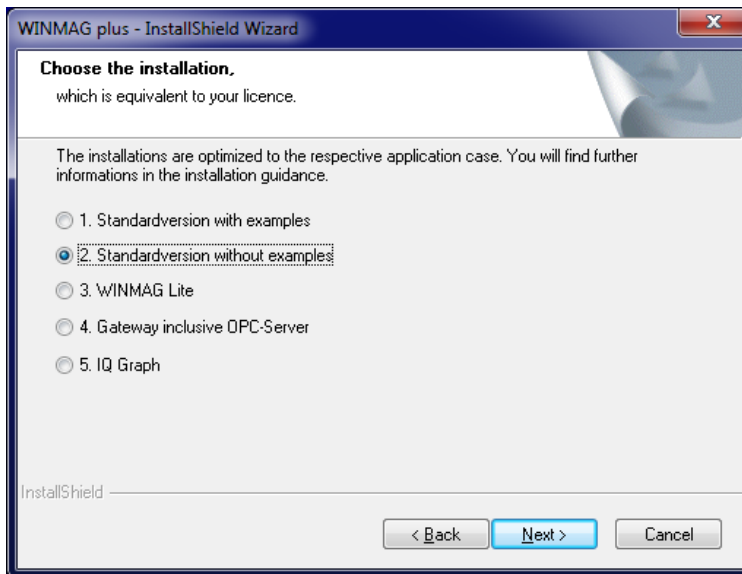 WINMAG plus - InstallShield Wizard
Choose the installation,
which is equivalent to your licence.
The installations are optimized to the respective application case. You will find further
informations in the installation guidance.
1. Standardversion with examples
2. Standardversion without examples
3. WINMAG Lite
4. Gateway inclusive OPC-Server
5. IQ Graph
InstallShield
< Back Next > Cancel